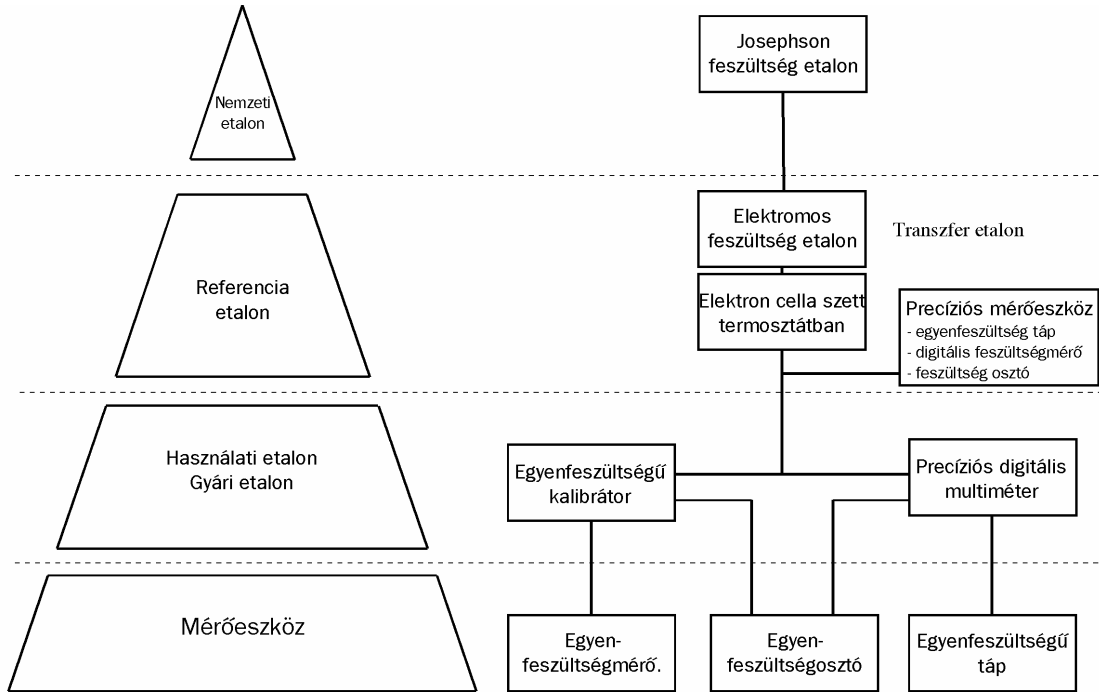 Nemzeti
etalon
Josephson
feszültség etalon
Referencia
etalon
Elektromos
feszültség etalon
Transzfer etalon
Elektron cella szett
termosztátban
Precíziós mérőeszköz
- egyenfeszültség táp
- digitális feszültségmérő
- feszültség osztó
Használati etalon
Gyári etalon
Egyenfeszültségű
kalibrátor
Precíziós digitális
multiméter
Mérőeszköz
Egyen-
feszültségmérő.
Egyen-
feszültségosztó
Egyenfeszültségű
táp